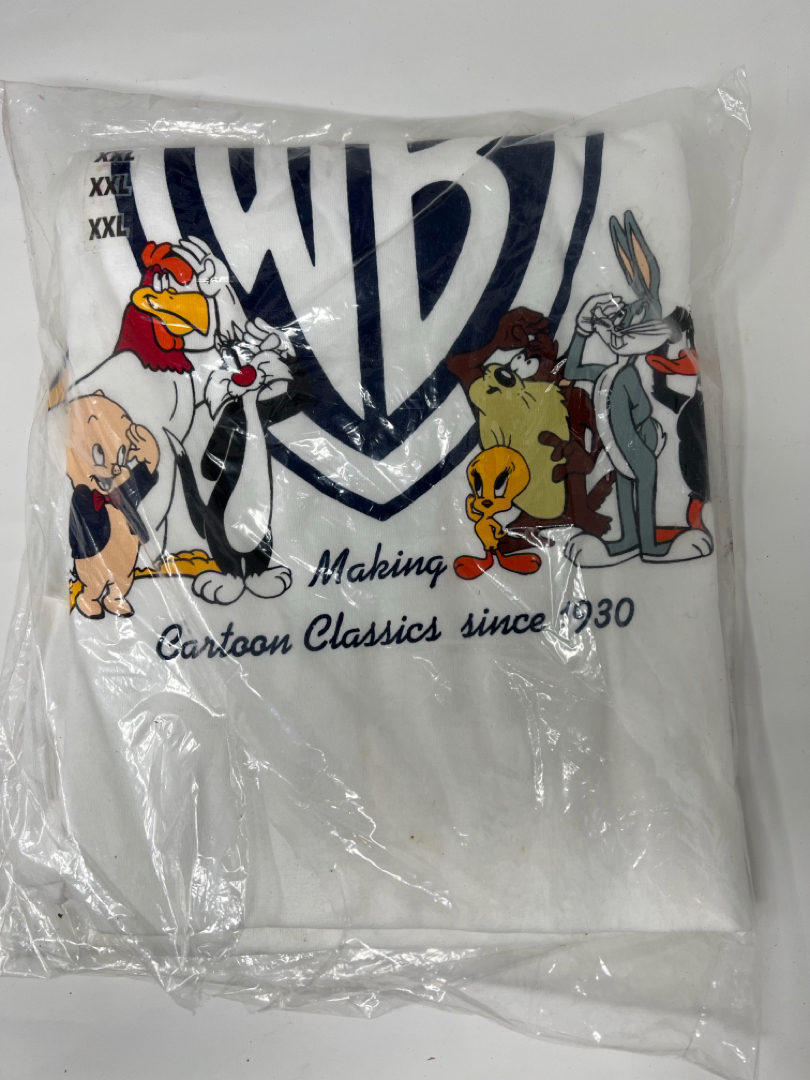 XXL
XXL
XXL
WB
Making
Cartoon Classics since 1930